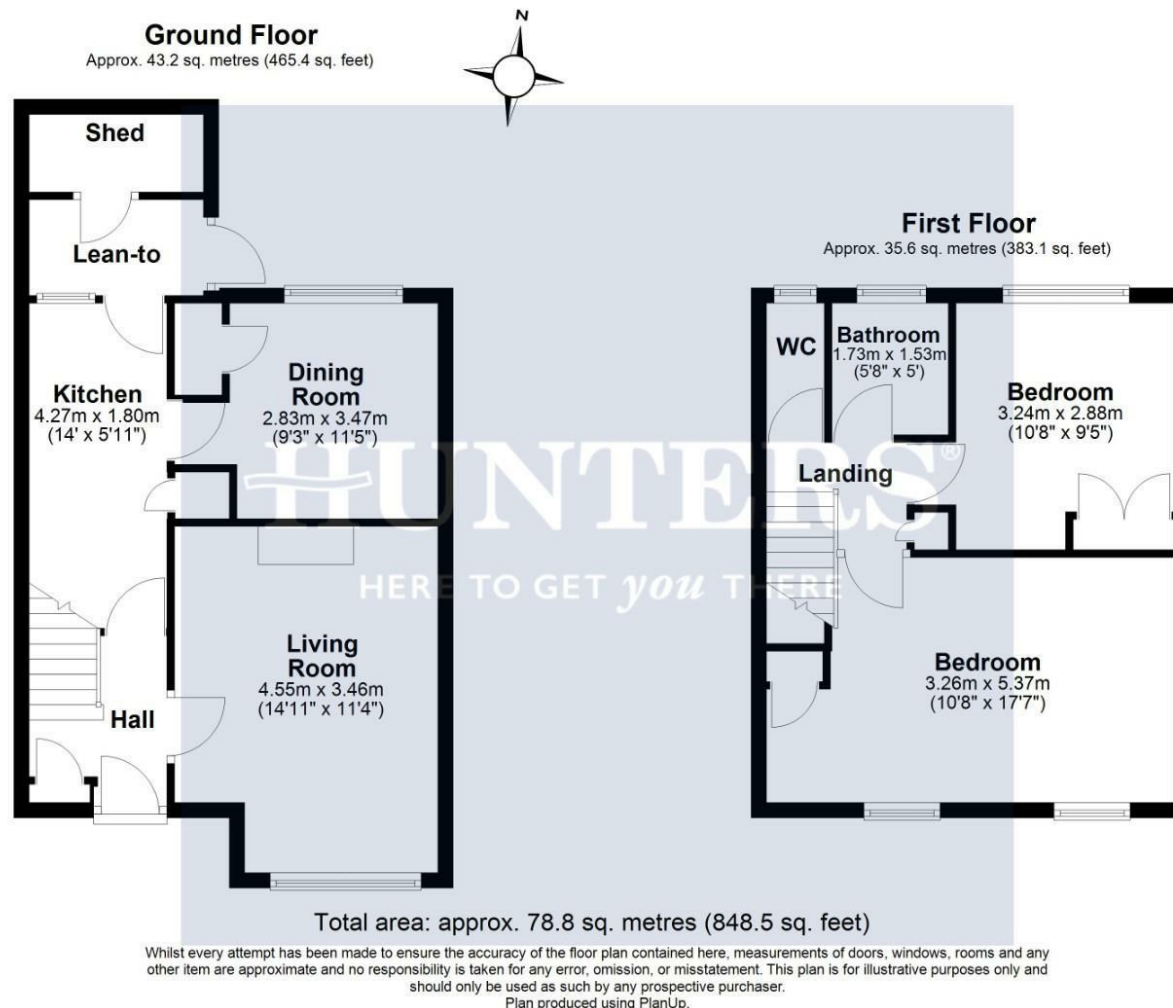 N
Ground Floor
Approx. 43.2 sq. metres (465.4 sq. feet)
Shed
Lean-to
Kitchen
4.27m x 1.80m
(14' x 5'11")
Dining
Room
2.83m x 3.47m
(9'3" x 11'5")
Living
Room
4.55m x 3.46m
(14'11" x 11'4")
Hall
First Floor
Approx. 35.6 sq. metres (383.1 sq. feet)
WC
Bathroom
1.73m x 1.53m
(5'8" x 5')
Bedroom
3.24m x 2.88m
(10'8" x 9'5")
Landing
Bedroom
3.26m x 5.37m
(10'8" x 17'7")
HUNTERS®
HERE TO GET you THERE
Total area: approx. 78.8 sq. metres (848.5 sq. feet)
Whilst every attempt has been made to ensure the accuracy of the floor plan contained here, measurements of doors, windows, rooms and any
other item are approximate and no responsibility is taken for any error, omission, or misstatement. This plan is for illustrative purposes only and
should only be used as such by any prospective purchaser.
Plan produced using PlanUp.